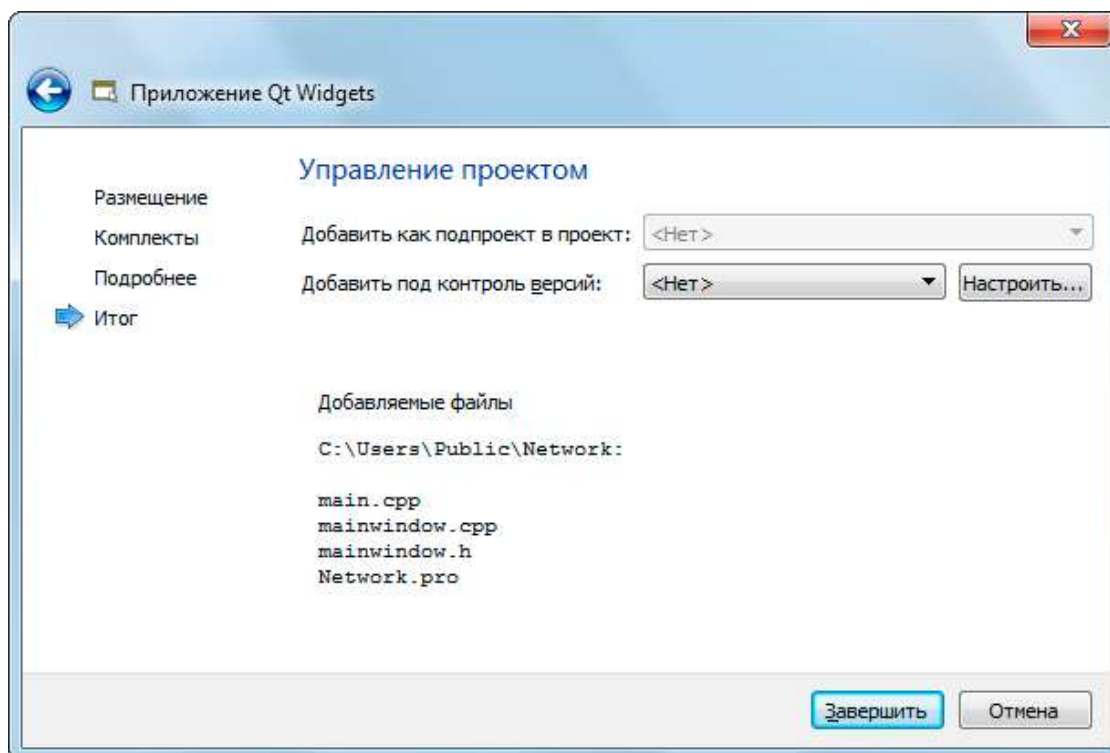 Приложение Qt Widgets
Размещение
Комплекты
Подробнее
Итог
Управление проектом
Добавить как подпроект в проект: <Нет>
Добавить под контроль версий: <Нет> Настроить...
Добавляемые файлы
C:\Users\Public\Network:
main.cpp
mainwindow.cpp
mainwindow.h
Network.pro
Завершить Отмена